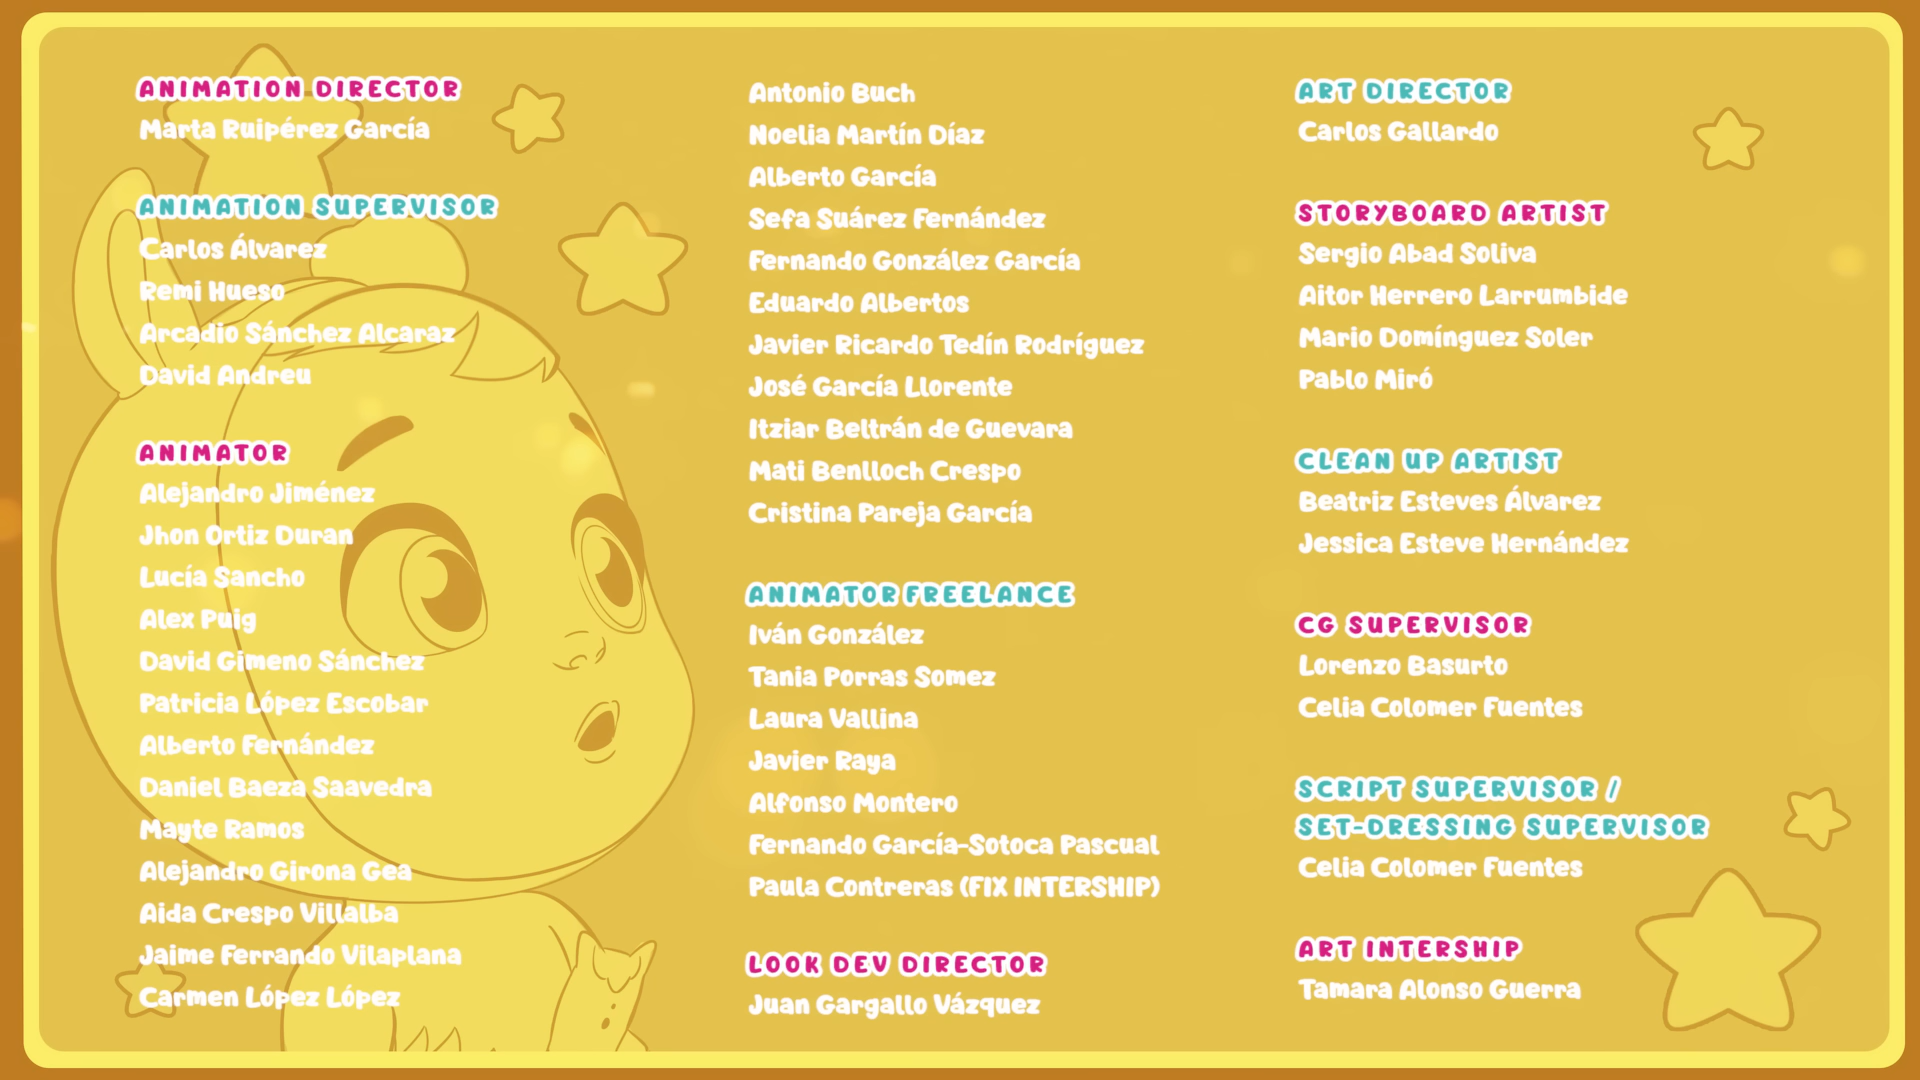 ANIMATION DIRECTOR
Marta Ruipérez García
ANIMATION SUPERVISOR
Carlos Álvarez
Remi Hueso
Arcadio Sánchez Alcaraz
David Andreu
ANIMATOR
Alejandro Jiménez
Jhon Ortiz Duran
Lucía Sancho
Alex Puig
David Gimeno Sánchez
Patricia López Escobar
Alberto Fernández
Daniel Baeza Saavedra
Mayte Ramos
Alejandro Girona Gea
Aida Crespo Villalba
Jaime Ferrando Vilaplana
Carmen López López
Antonio Buch
Noelia Martín Díaz
Alberto García
Sefa Suárez Fernández
Fernando González García
Eduardo Albertos
Javier Ricardo Tedín Rodríguez
José García Llorente
Itziar Beltrán de Guevara
Mati Benlloch Crespo
Cristina Pareja García
ANIMATOR FREELANCE
Iván González
Tania Porras Somez
Laura Vallina
Javier Raya
Alfonso Montero
Fernando García-Sotoca Pascual
Paula Contreras (FIX INTERSHIP)
LOOK DEV DIRECTOR
Juan Gargallo Vázquez
ART DIRECTOR
Carlos Gallardo
STORYBOARD ARTIST
Sergio Abad Soliva
Aitor Herrero Larrumbide
Mario Domínguez Soler
Pablo Miró
CLEAN UP ARTIST
Beatriz Esteves Álvarez
Jessica Esteve Hernández
CG SUPERVISOR
Lorenzo Basurto
Celia Colomer Fuentes
SCRIPT SUPERVISOR /
SET-DRESSING SUPERVISOR
Celia Colomer Fuentes
ART INTERSHIP
Tamara Alonso Guerra